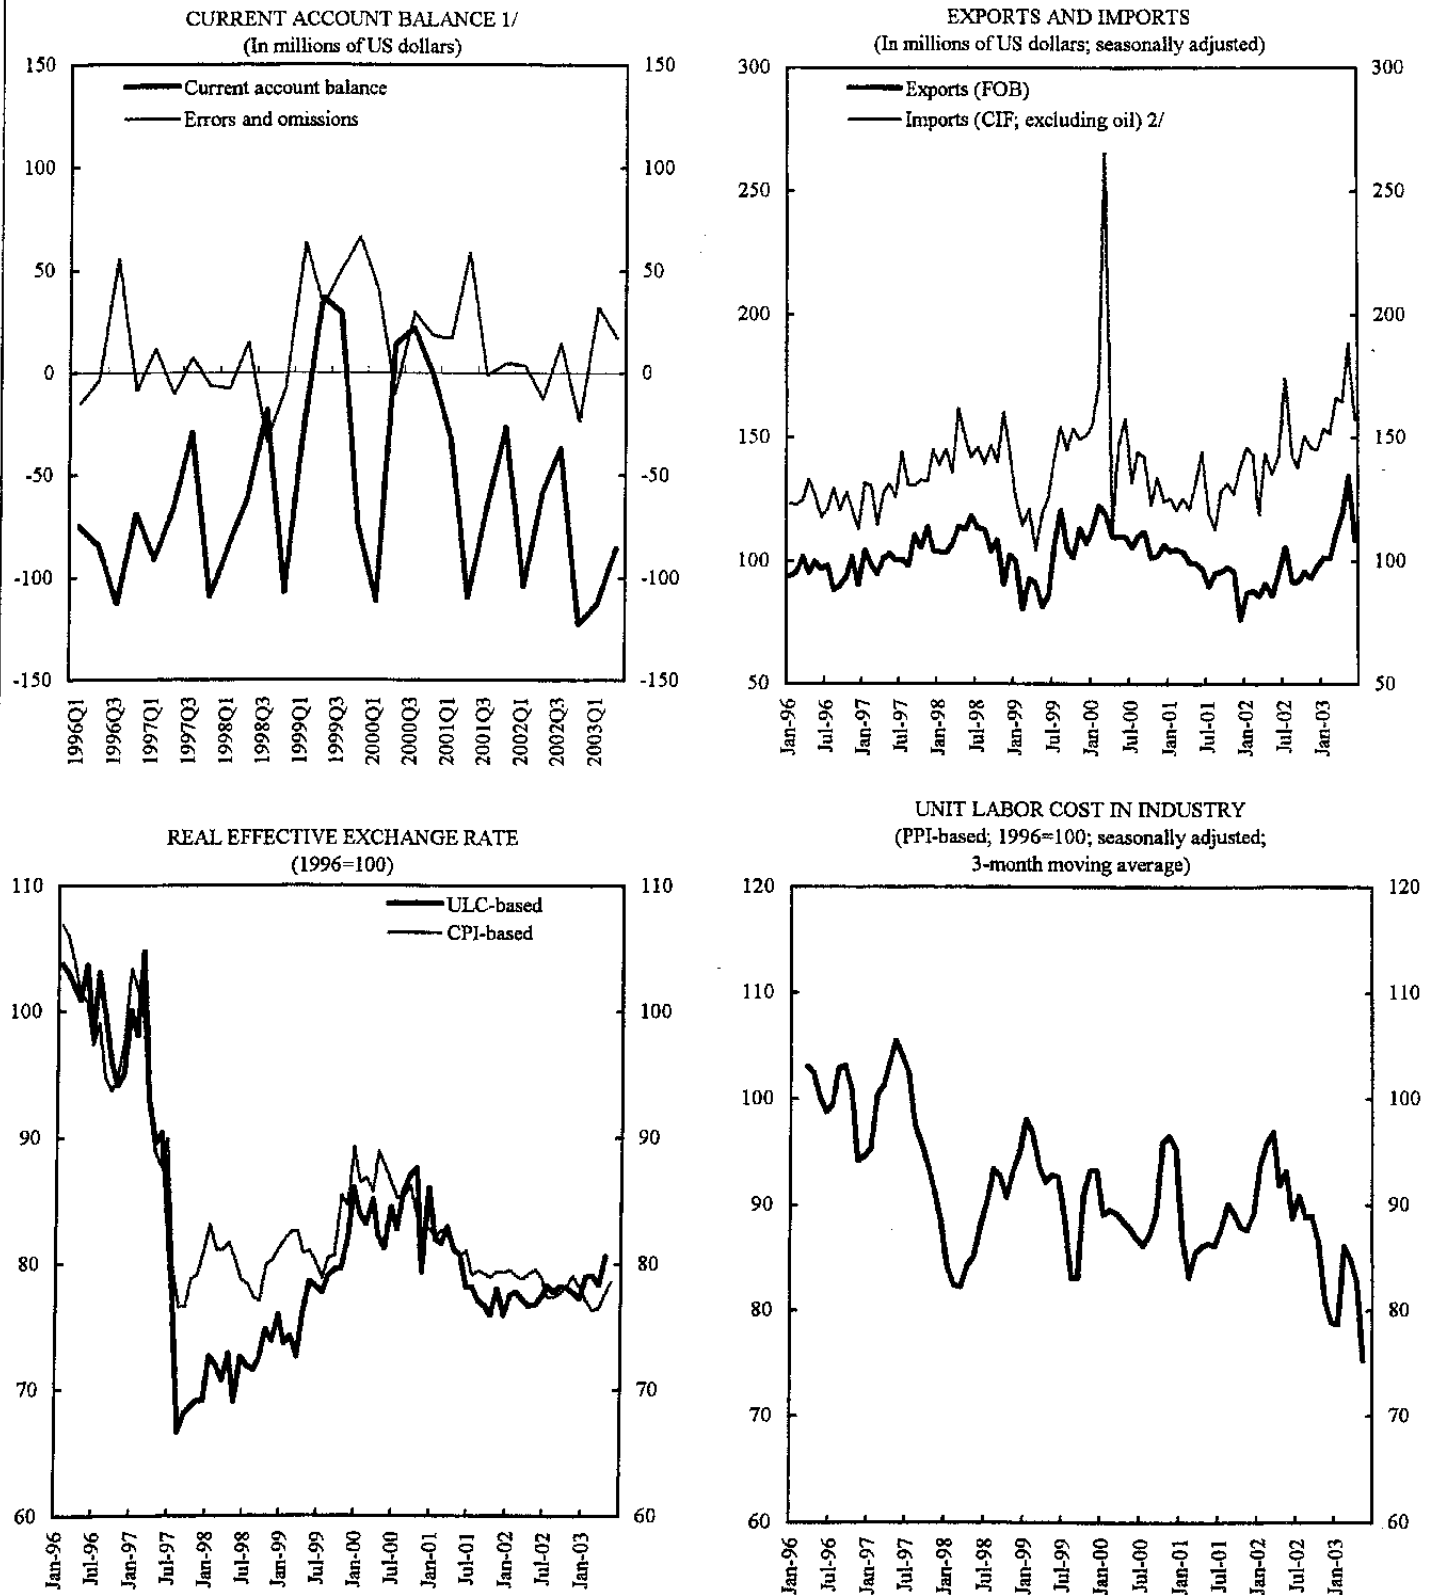 CURRENT ACCOUNT BALANCE 1/
(In millions of US dollars)
150
150
Current account balance
Errors and omissions
100
100
50
50
0
0
-50
-50
-100
-100
-150
-150
1996Q1
1996Q3
1997Q1
1997Q3
1998Q1
1998Q3
1999Q1
1999Q3
2000Q1
2000Q3
2001Q1
2001Q3
2002Q1
2002Q3
2003Q1
EXPORTS AND IMPORTS
(In millions of US dollars; seasonally adjusted)
300
300
Exports (FOB)
Imports (CIF; excluding oil) 2/
250
250
200
200
150
150
100
100
50
50
Jan-96
Jul-96
Jan-97
Jul-97
Jan-98
Jul-98
Jan-99
Jul-99
Jan-00
Jul-00
Jan-01
Jul-01
Jan-02
Jul-02
Jan-03
REAL EFFECTIVE EXCHANGE RATE
(1996=100)
110
110
ULC-based
CPI-based
100
100
90
90
80
80
70
70
60
60
Jan-96
Jul-96
Jan-97
Jul-97
Jan-98
Jul-98
Jan-99
Jul-99
Jan-00
Jul-00
Jan-01
Jul-01
Jan-02
Jul-02
Jan-03
UNIT LABOR COST IN INDUSTRY
(PPI-based; 1996=100; seasonally adjusted;
3-month moving average)
120
120
110
110
100
100
90
90
80
80
70
70
60
60
Jan-96
Jul-96
Jan-97
Jul-97
Jan-98
Jul-98
Jan-99
Jul-99
Jan-00
Jul-00
Jan-01
Jul-01
Jan-02
Jul-02
Jan-03